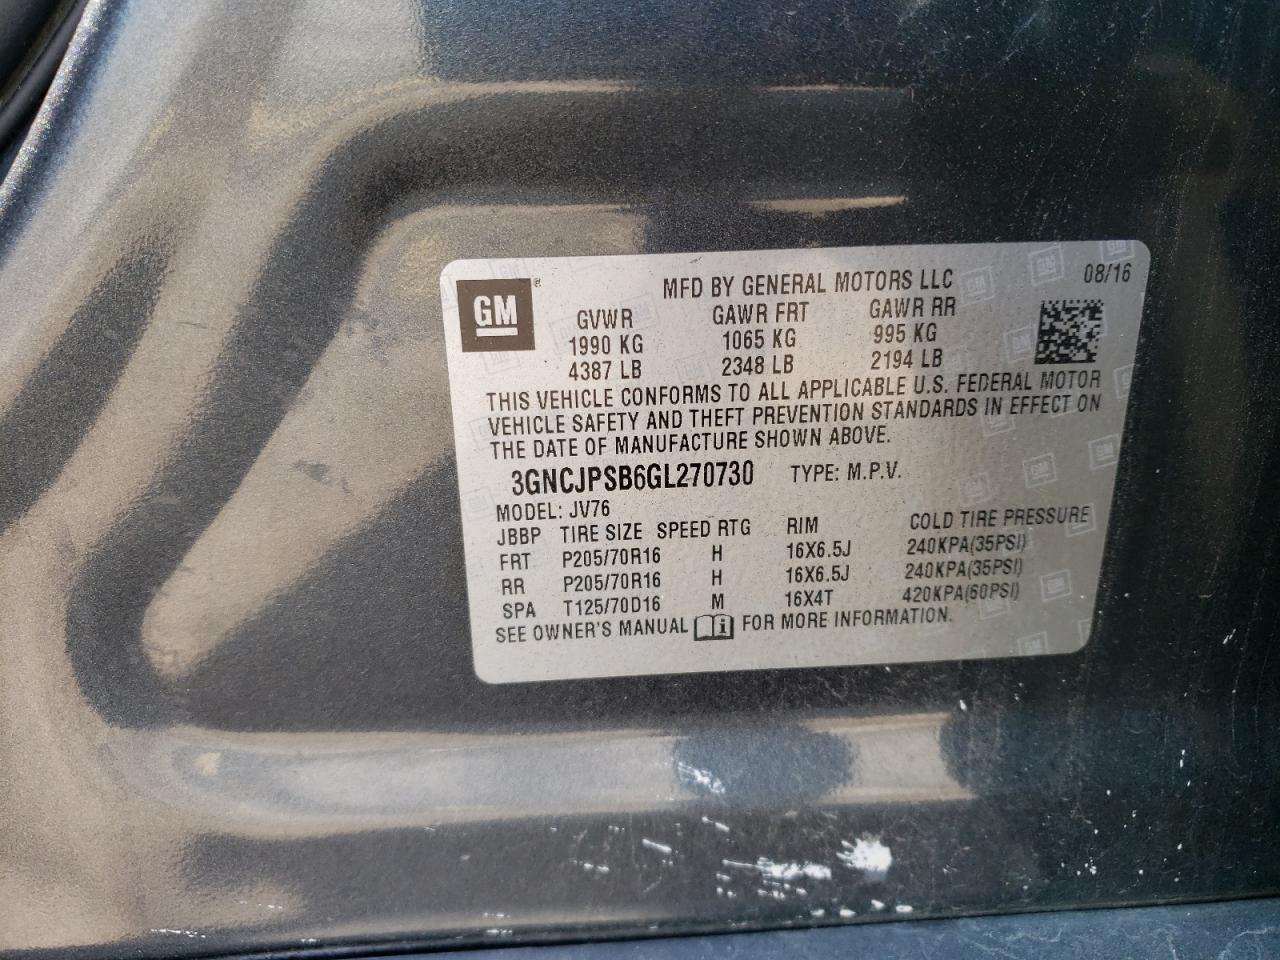 GM® MFD BY GENERAL MOTORS LLC 08/16
GVWR GAWR FRT GAWR RR
1990 KG 1065 KG 995 KG
4387 LB 2348 LB 2194 LB
THIS VEHICLE CONFORMS TO ALL APPLICABLE U.S. FEDERAL MOTOR
VEHICLE SAFETY AND THEFT PREVENTION STANDARDS IN EFFECT ON
THE DATE OF MANUFACTURE SHOWN ABOVE.
3GNCJPSB6GL270730 TYPE: M.P.V.
MODEL: JV76
JBBP TIRE SIZE SPEED RTG RIM COLD TIRE PRESSURE
FRT P205/70R16 H 16X6.5J 240KPA(35PSI)
RR P205/70R16 H 16X6.5J 240KPA(35PSI)
SPA T125/70D16 M 16X4T 420KPA(60PSI)
SEE OWNER'S MANUAL i FOR MORE INFORMATION.